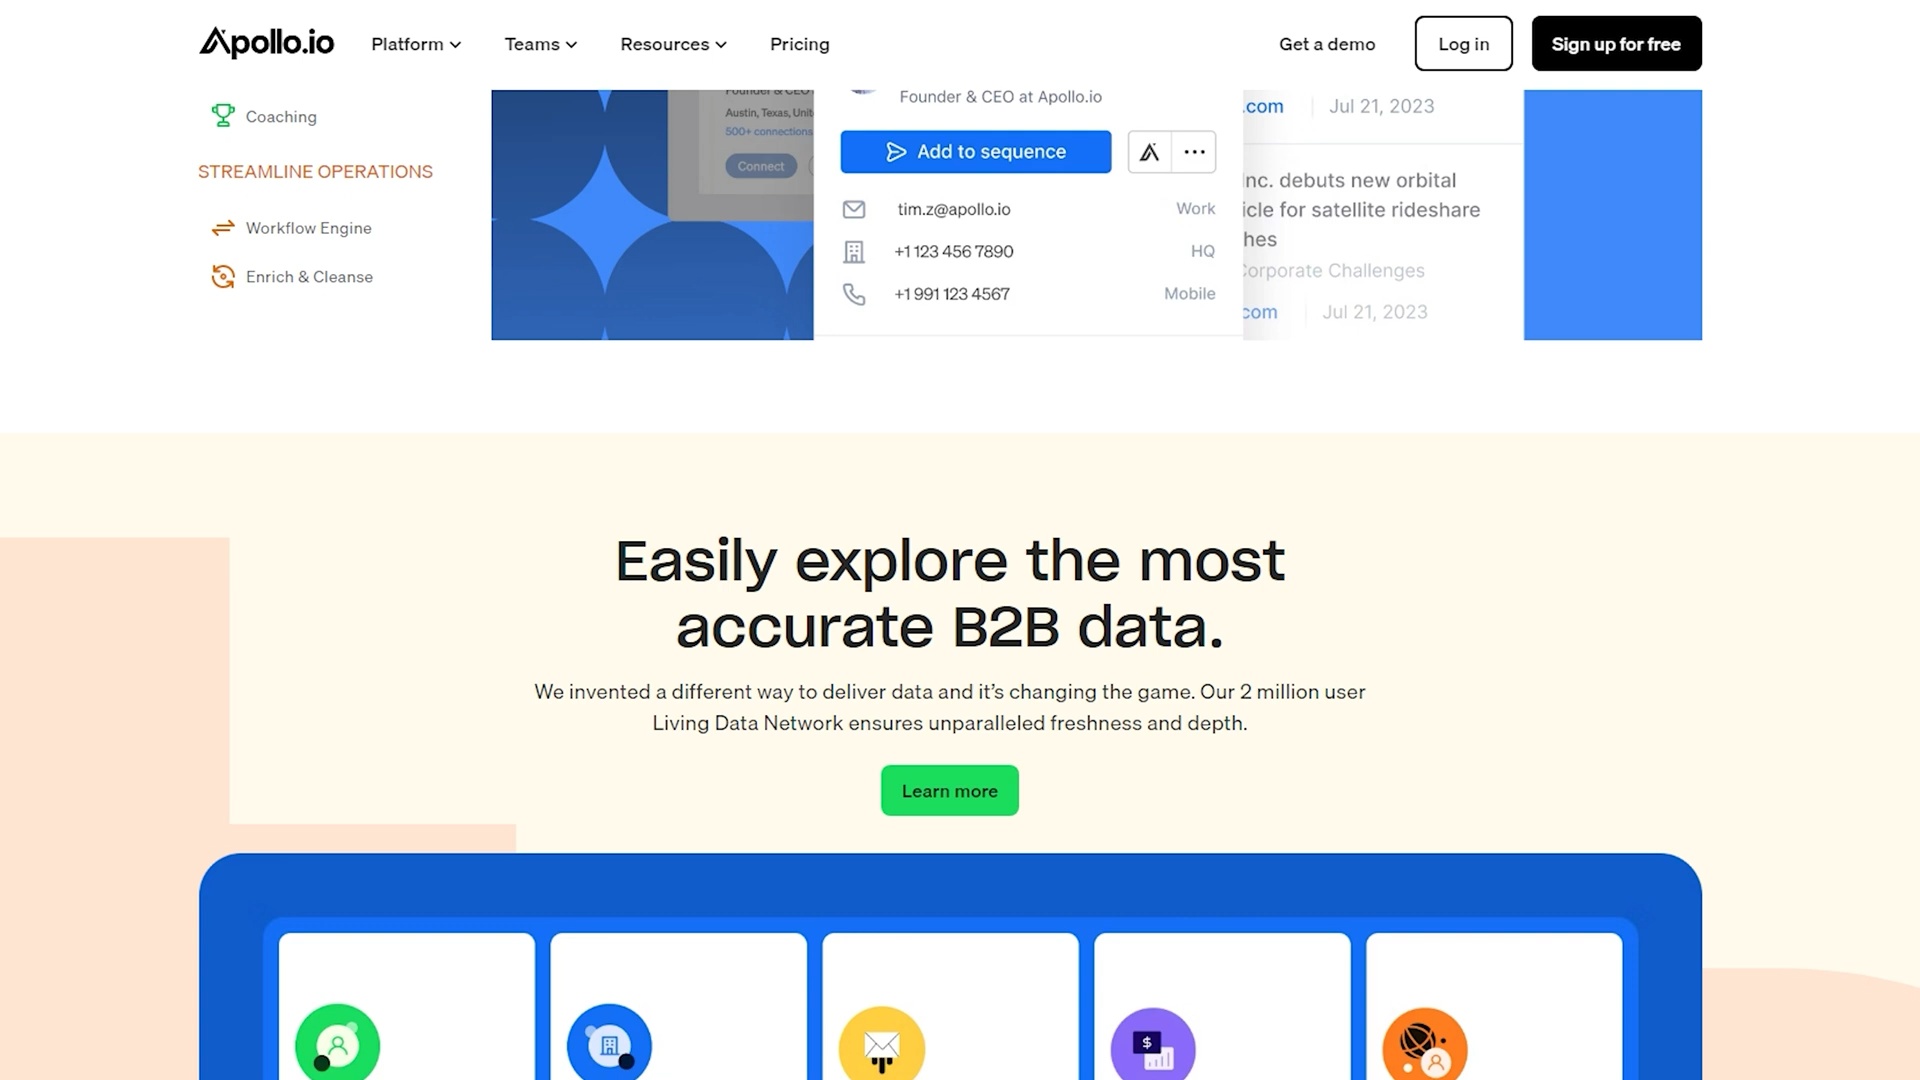 Apollo.io
Platform
Teams
Resources
Pricing
Get a demo
Log in
Sign up for free
Coaching
STREAMLINE OPERATIONS
Workflow Engine
Enrich & Cleanse
Founder & CEO
Austin, Texas, Unit
500+ connections
Connect
Founder & CEO at Apollo.io
Add to sequence
tim.z@apollo.io Work
+1 123 456 7890 HQ
+1 991 123 4567 Mobile
.com Jul 21, 2023
Inc. debuts new orbital
icle for satellite rideshare
hes
Corporate Challenges
com Jul 21, 2023
Easily explore the most
accurate B2B data.
We invented a different way to deliver data and it’s changing the game. Our 2 million user
Living Data Network ensures unparalleled freshness and depth.
Learn more
$